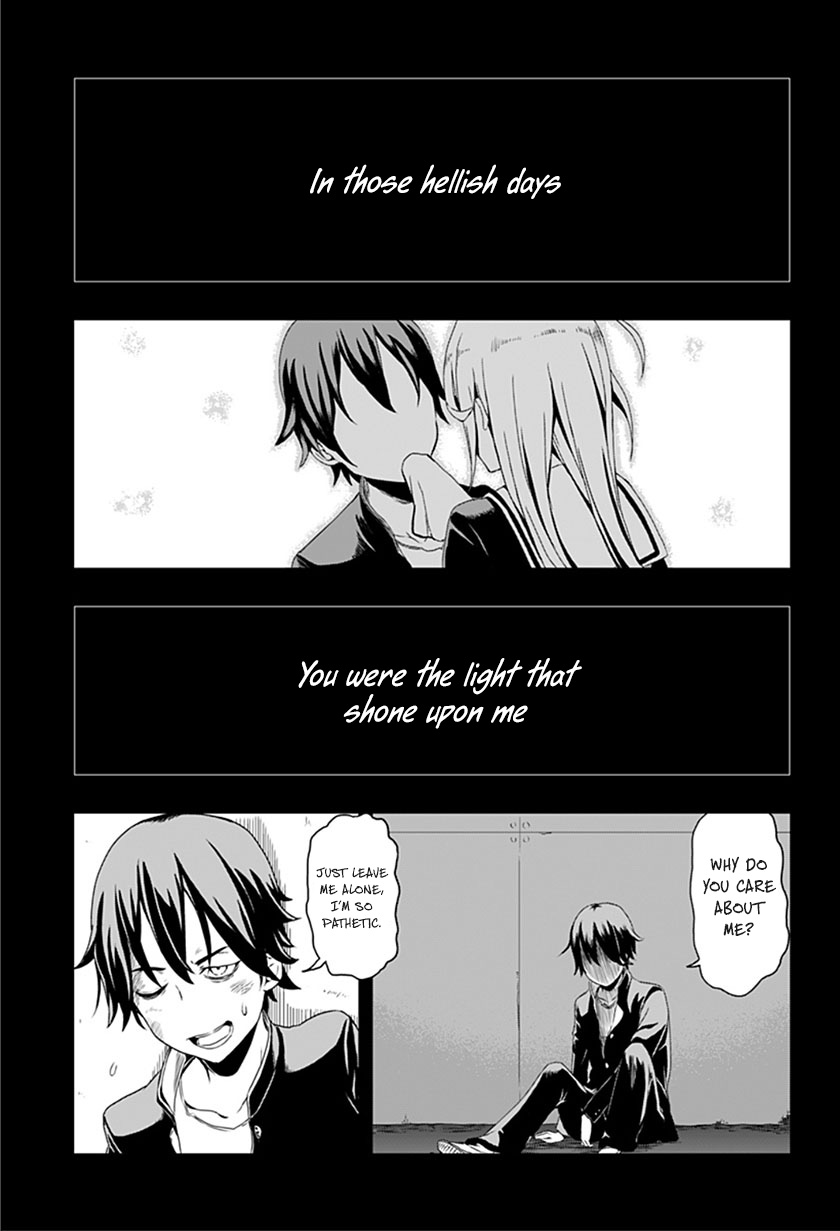 In those hellish days
You were the light that
shone upon me
WHY DO
YOU CARE
ABOUT
ME?
JUST LEAVE
ME ALONE,
I'M SO
PATHETIC.